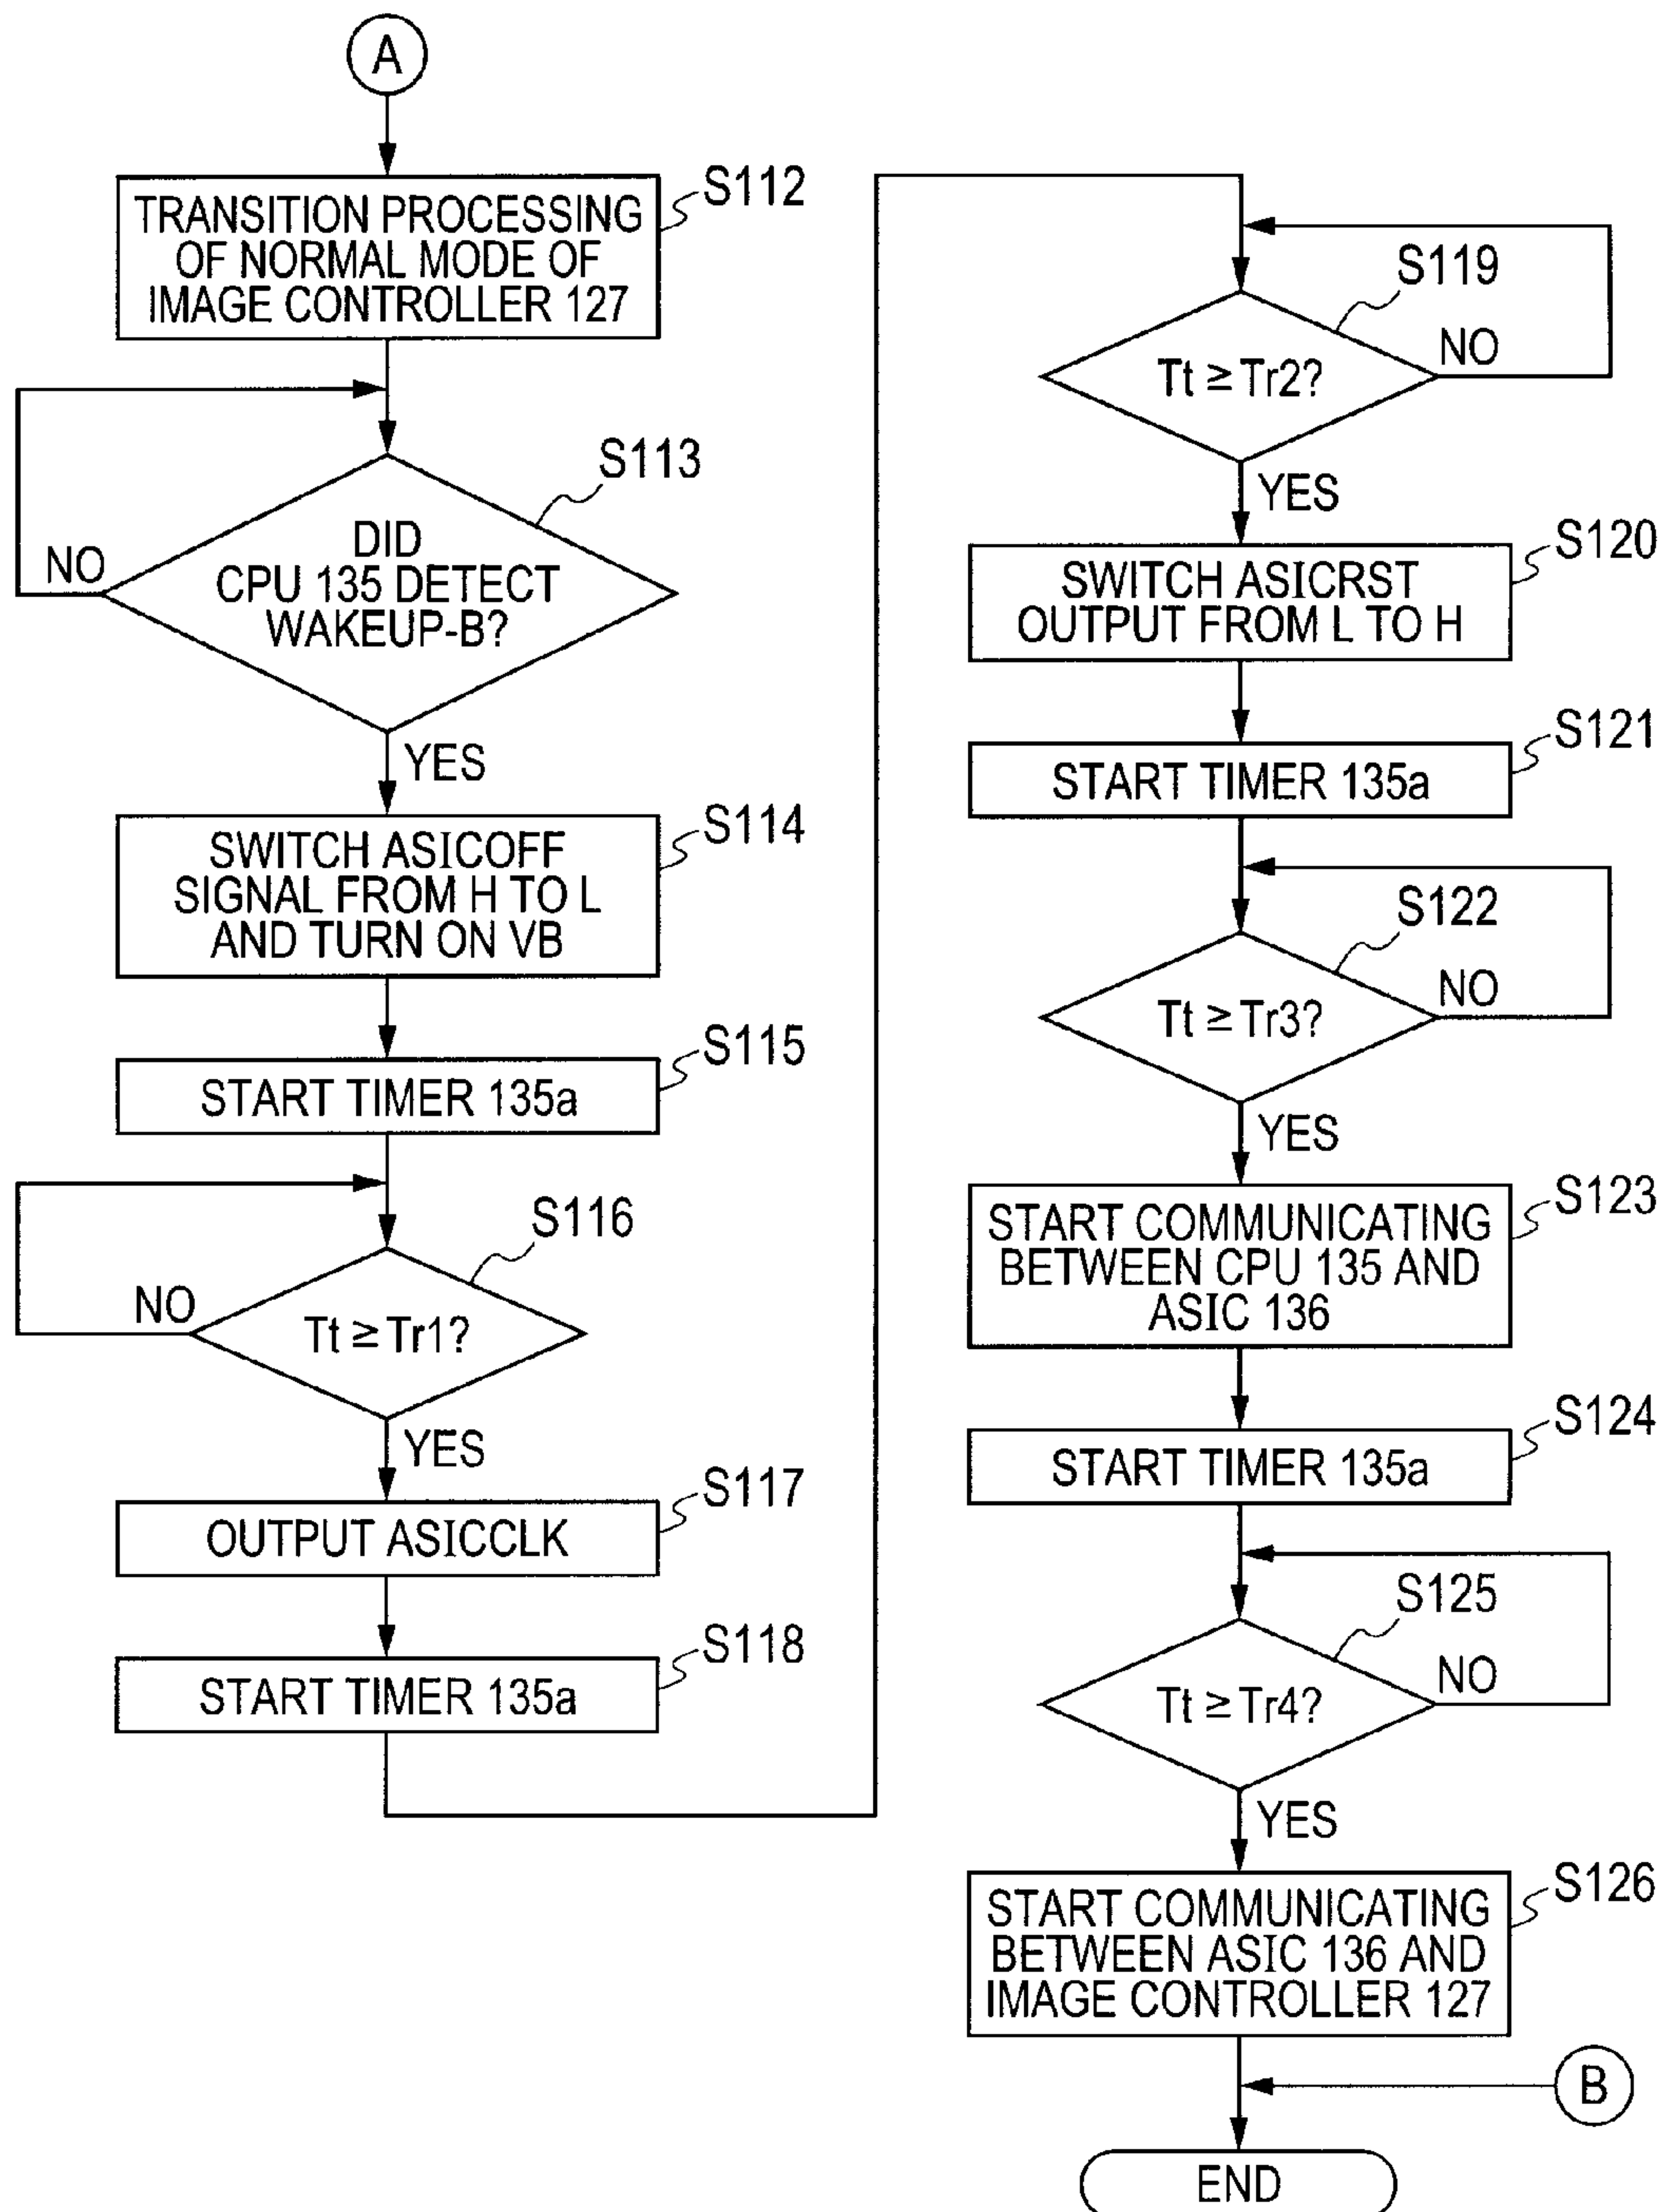 A
S112
TRANSITION PROCESSING
OF NORMAL MODE OF
IMAGE CONTROLLER 127
S113
DID
CPU 135 DETECT
WAKEUP-B?
NO
YES
S114
SWITCH ASICOFF
SIGNAL FROM H TO L
AND TURN ON VB
S115
START TIMER 135a
S116
Tt ≥ Tr1?
NO
YES
S117
OUTPUT ASICCLK
S118
START TIMER 135a
S119
Tt ≥ Tr2?
NO
YES
S120
SWITCH ASICRST
OUTPUT FROM L TO H
S121
START TIMER 135a
S122
Tt ≥ Tr3?
NO
YES
S123
START COMMUNICATING
BETWEEN CPU 135 AND
ASIC 136
S124
START TIMER 135a
S125
Tt ≥ Tr4?
NO
YES
S126
START COMMUNICATING
BETWEEN ASIC 136 AND
IMAGE CONTROLLER 127
B
END